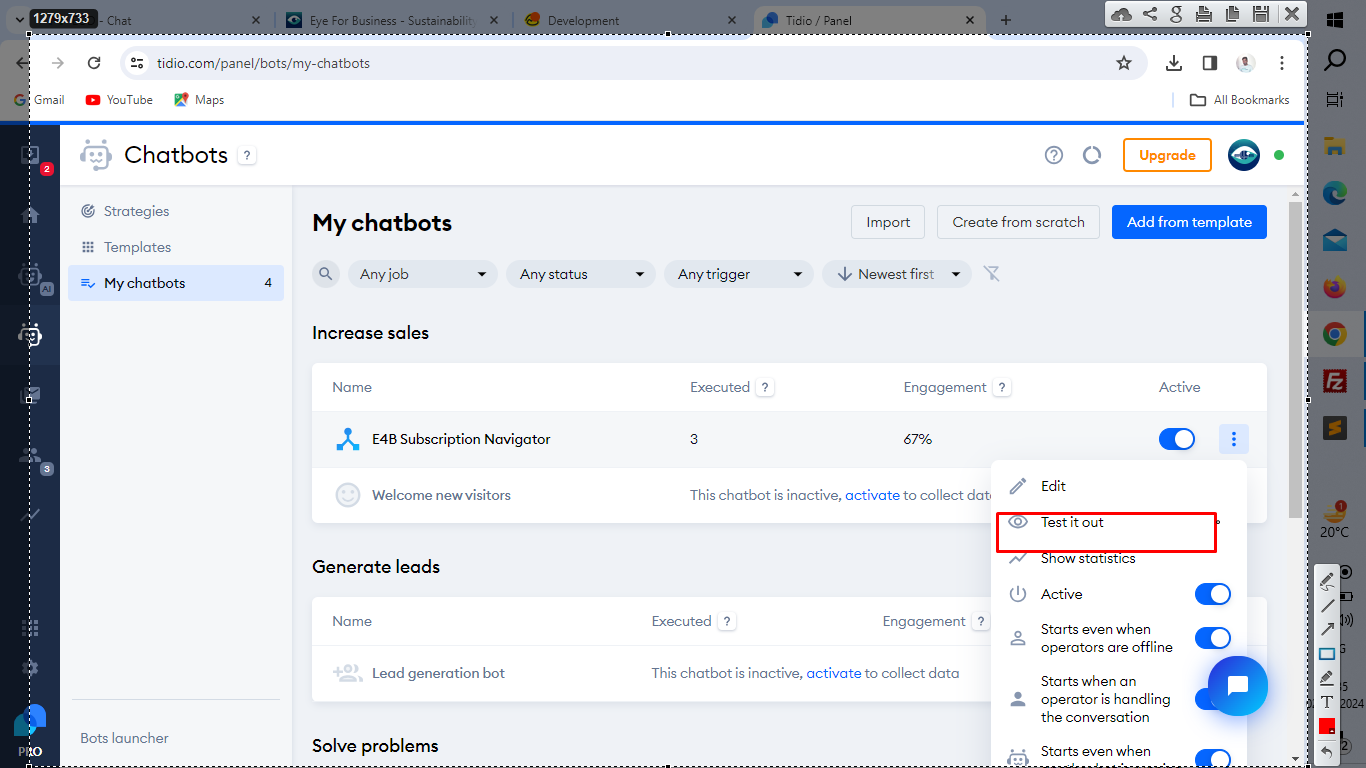 1279x733
- Chat
Eye For Business - Sustainability
Development
Tidio / Panel
tidio.com/panel/bots/my-chatbots
Gmail
YouTube
Maps
All Bookmarks
2
Chatbots ?
Upgrade
Strategies
Templates
My chatbots 4
AI
3
PRO
Bots launcher
My chatbots
Import
Create from scratch
Add from template
Any job
Any status
Any trigger
Newest first
Increase sales
Name Executed ? Engagement ? Active
E4B Subscription Navigator 3 67%
Welcome new visitors This chatbot is inactive, activate to collect data
Edit
Test it out
Show statistics
Active
Starts even when
operators are offline
Starts when an
operator is handling
the conversation
Starts even when
Generate leads
Name Executed ? Engagement ?
Lead generation bot This chatbot is inactive, activate to collect data
Solve problems
1
20°C
T
2024